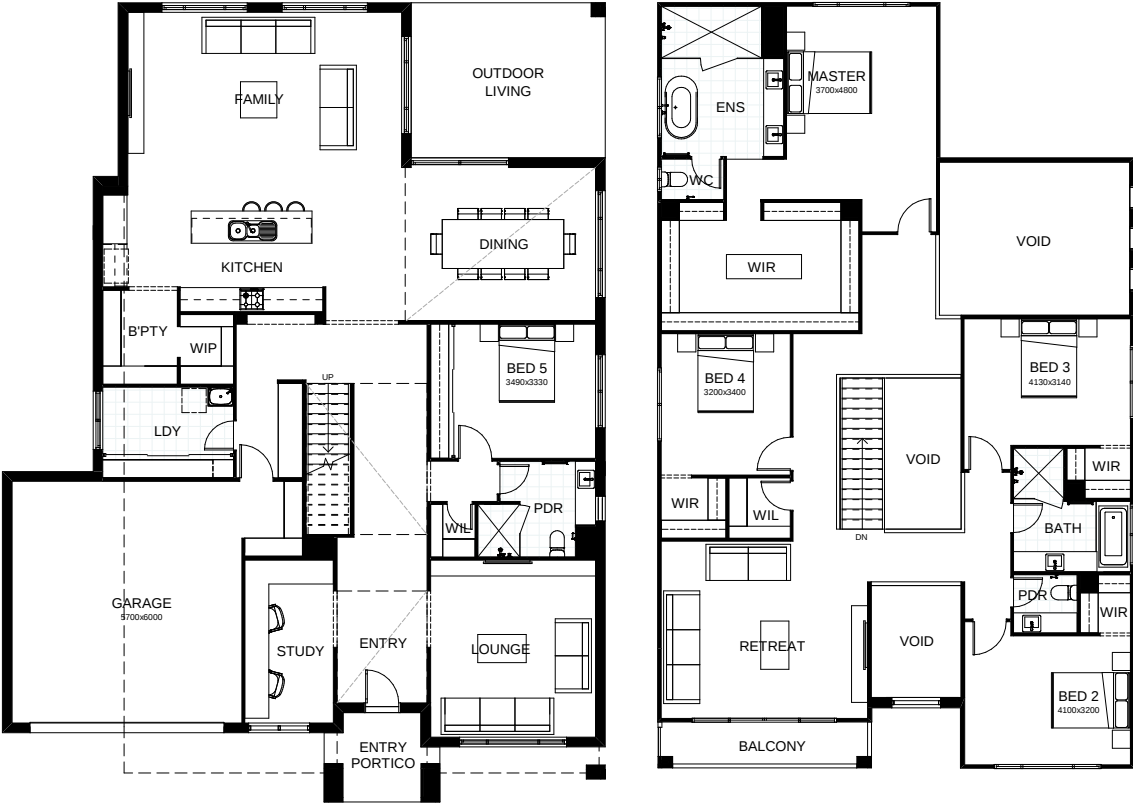 OUTDOOR
LIVING
FAMILY
DINING
KITCHEN
B'PTY
WIP
UP
BED 5
3490x3330
LDY
WIL
PDR
GARAGE
5700x6000
STUDY
ENTRY
LOUNGE
ENTRY
PORTICO
MASTER
3700x4800
ENS
WC
WIR
VOID
BED 4
3200x3400
BED 3
4130x3140
VOID
WIR
WIR
WIL
BATH
DN
PDR
WIR
RETREAT
VOID
BED 2
4100x3200
BALCONY